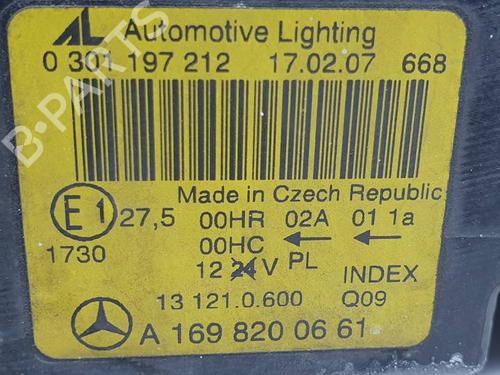 AL Automotive Lighting
0 301 197 212 17.02.07 668
Made in Czech Republic
E1 27,5 00HR 02A 01 1a
1730 00HC ← ←
12 24 V PL INDEX
13 121.0.600 Q09
A 169 820 06 61
B-PARTS